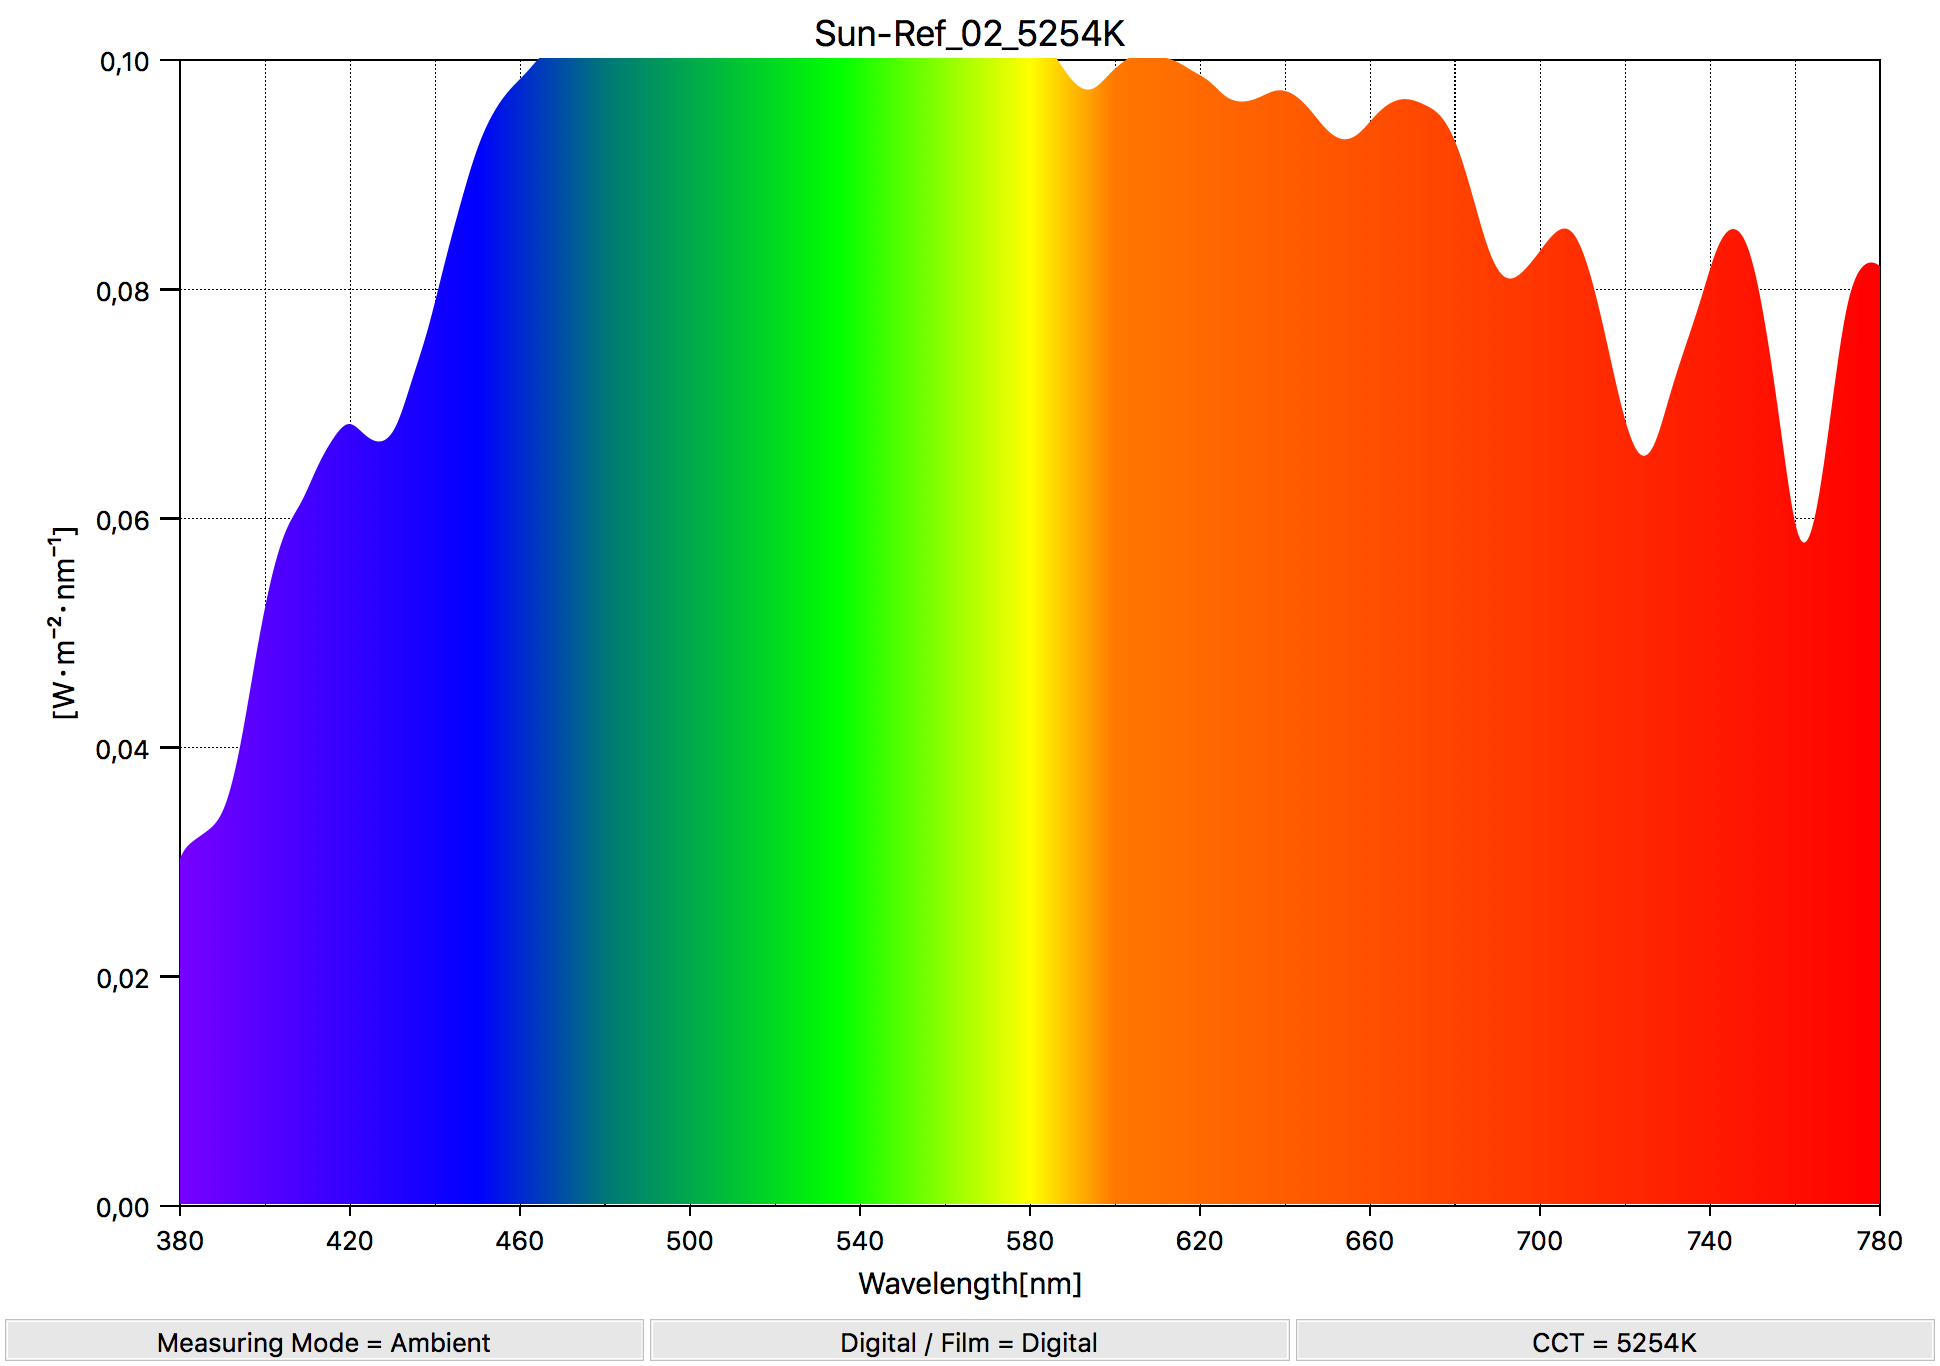 Sun-Ref_02_5254K
0,10
0,08
0,06
0,04
0,02
0,00
[W·m⁻²·nm⁻¹]
380 420 460 500 540 580 620 660 700 740 780
Wavelength[nm]
Measuring Mode = Ambient
Digital / Film = Digital
CCT = 5254K